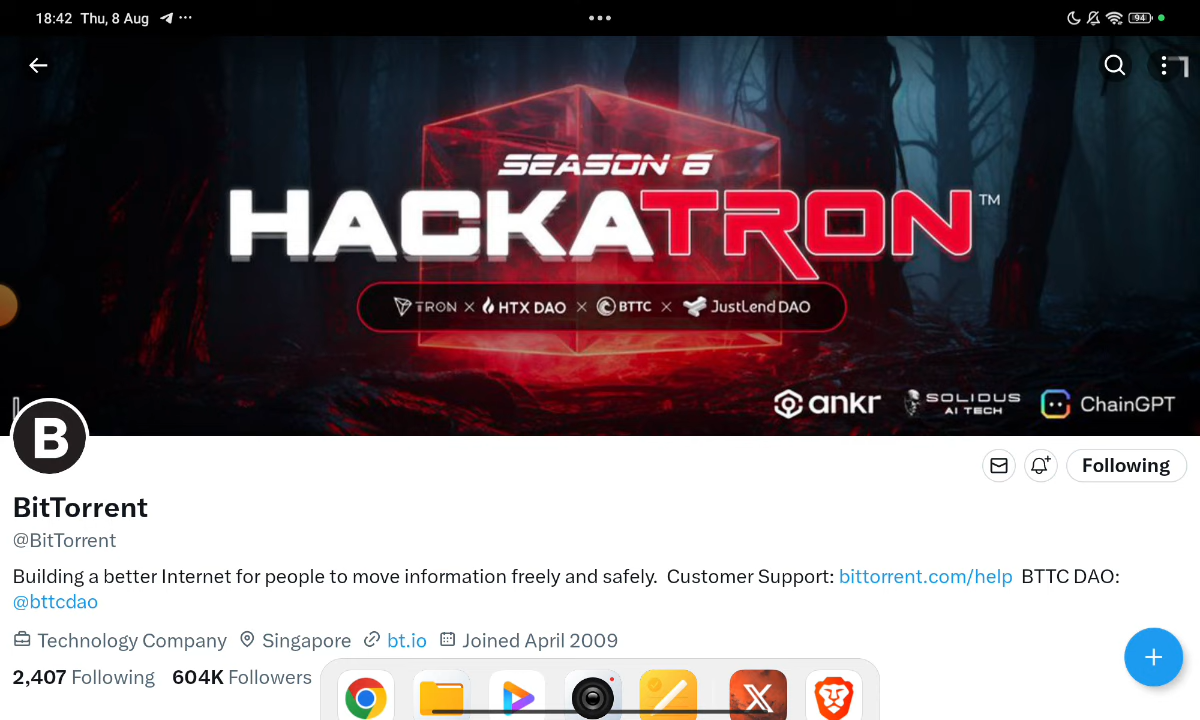 18:42 Thu, 8 Aug
94
SEASON 6
HACKATRON™
TRON × HTX DAO × BTTC × JustLend DAO
ankr SOLIDUS AI TECH ChainGPT
B
Following
BitTorrent
@BitTorrent
Building a better Internet for people to move information freely and safely. Customer Support: bittorrent.com/help BTTC DAO:
@bttcdao
Technology Company Singapore bt.io Joined April 2009
2,407 Following 604K Followers